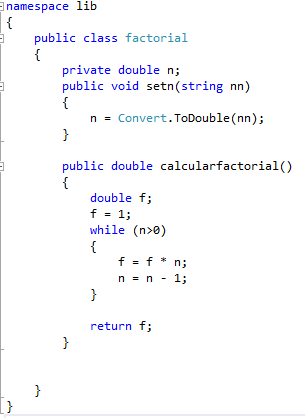 namespace lib
{
    public class factorial
    {
        private double n;
        public void setn(string nn)
        {
            n = Convert.ToDouble(nn);
        }

        public double calcularfactorial()
        {
            double f;
            f = 1;
            while (n>0)
            {
                f = f * n;
                n = n - 1;
            }

            return f;
        }


    }
}